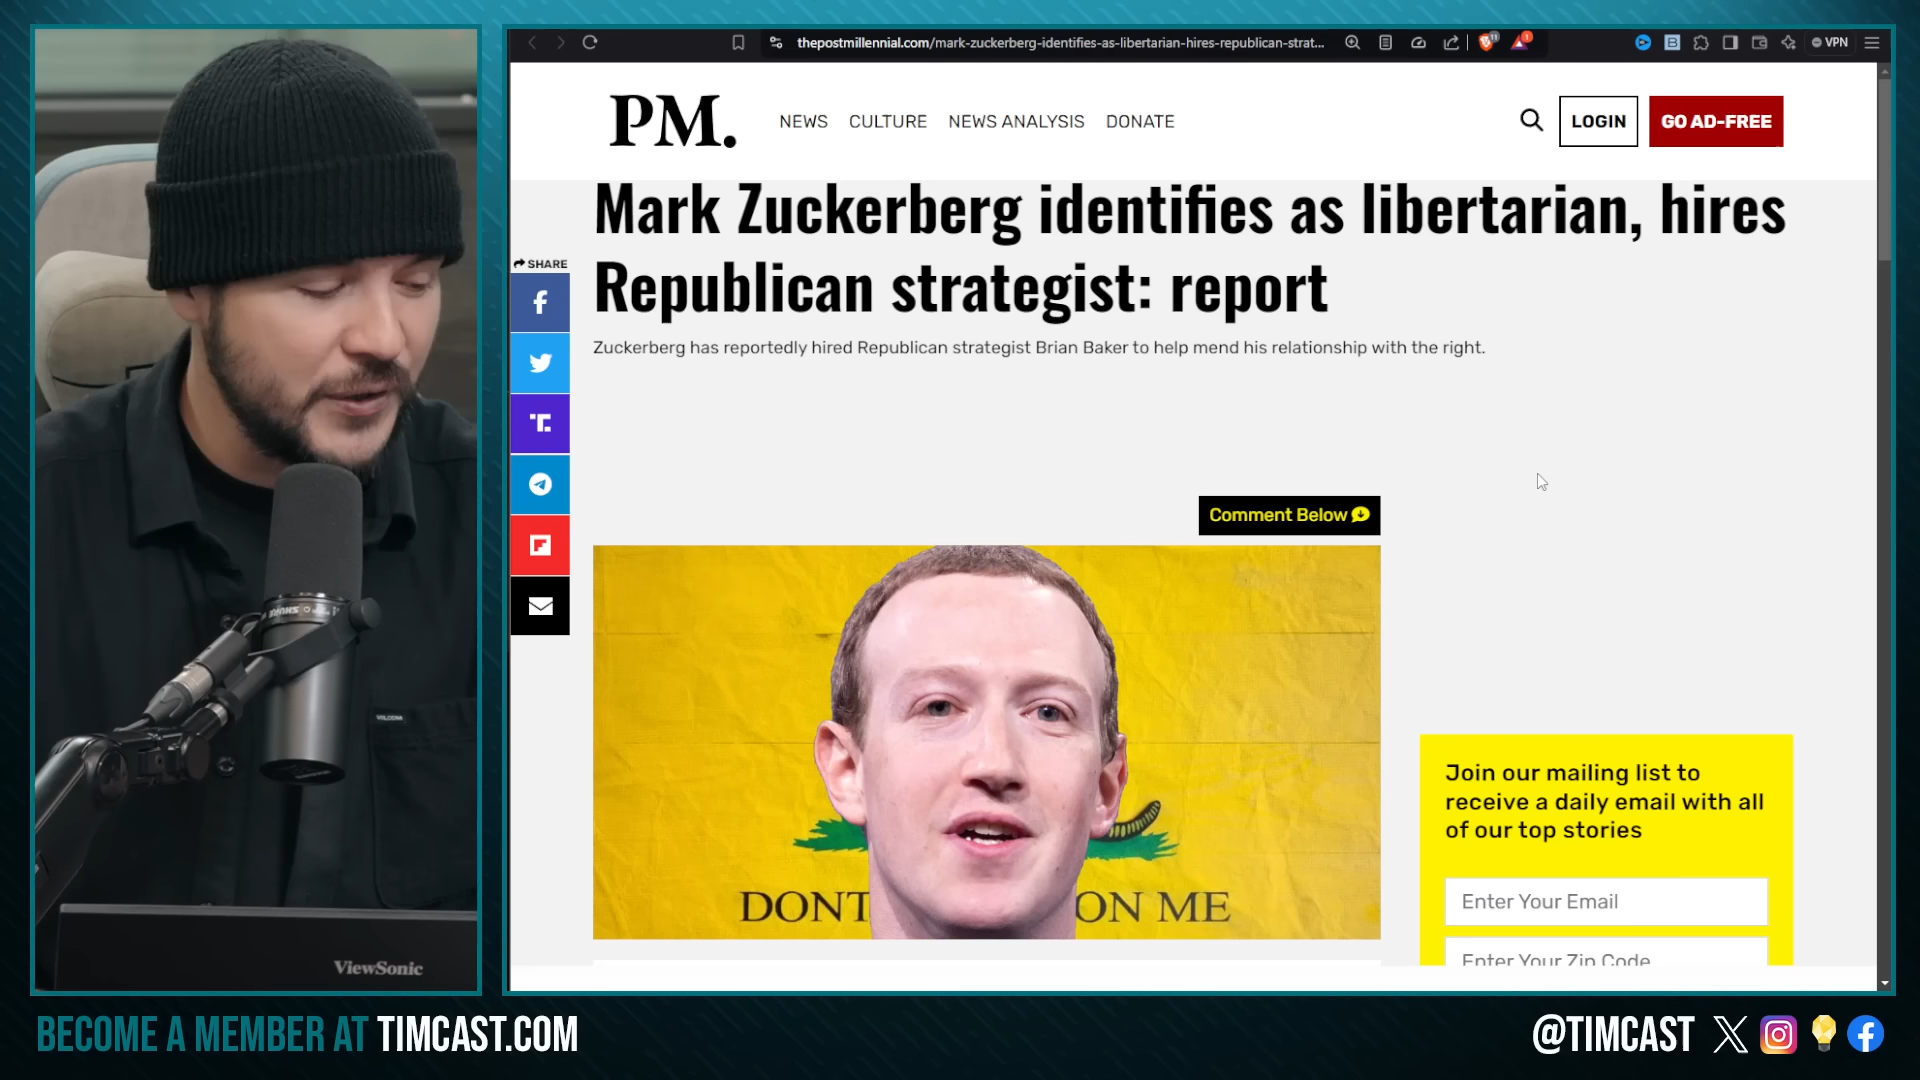 thepostmillennial.com/mark-zuckerberg-identifies-as-libertarian-hires-republican-strat...
VPN
PM.
NEWS CULTURE NEWS ANALYSIS DONATE
LOGIN
GO AD-FREE
Mark Zuckerberg identifies as libertarian, hires
Republican strategist: report
Zuckerberg has reportedly hired Republican strategist Brian Baker to help mend his relationship with the right.
SHARE
Comment Below
DONT ON ME
Join our mailing list to
receive a daily email with all
of our top stories
Enter Your Email
Enter Your Zip Code
SHURE
VOLCOM
ViewSonic
BECOME A MEMBER AT TIMCAST.COM
@TIMCAST